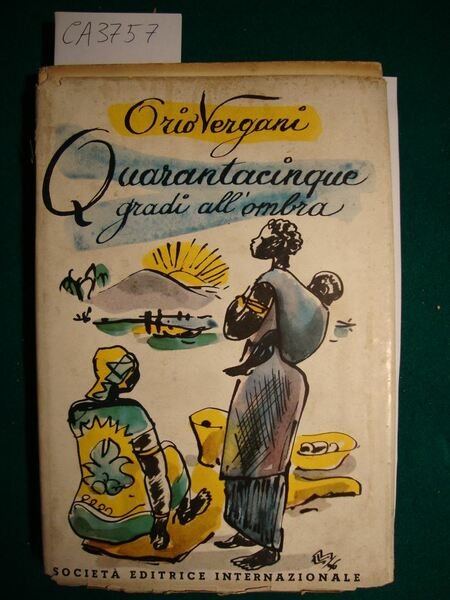 CA3757
Orio Vergani
Quarantacinque
gradi all'ombra
SOCIETÀ EDITRICE INTERNAZIONALE